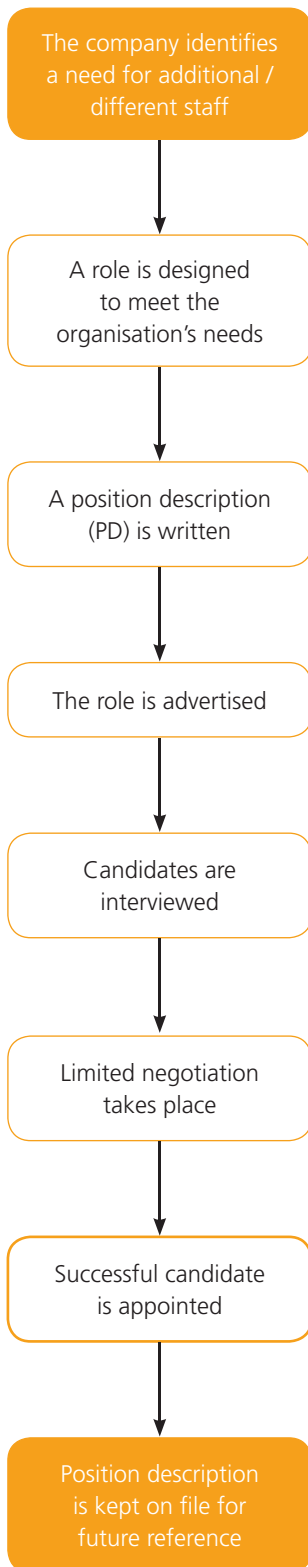 The company identifies
a need for additional /
different staff
A role is designed
to meet the
organisation’s needs
A position description
(PD) is written
The role is advertised
Candidates are
interviewed
Limited negotiation
takes place
Successful candidate
is appointed
Position description
is kept on file for
future reference